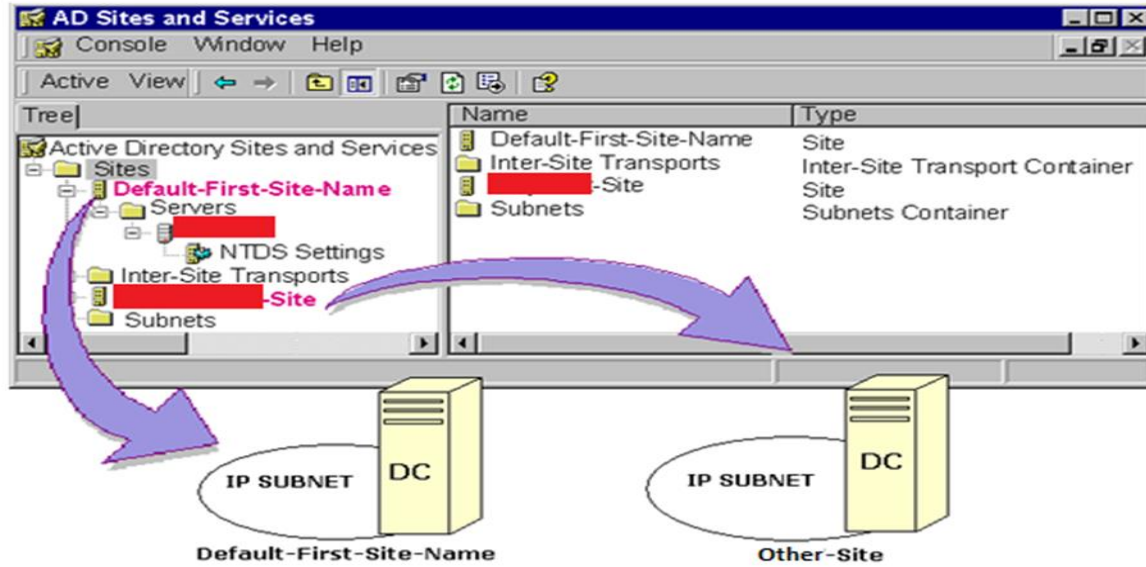 AD Sites and Services
Console Window Help
Active View
Tree
Active Directory Sites and Services
Sites
Default-First-Site-Name
Servers
NTDS Settings
Inter-Site Transports
-Site
Subnets
Name Type
Default-First-Site-Name Site
Inter-Site Transports Inter-Site Transport Container
-Site Site
Subnets Subnets Container
IP SUBNET DC
Default-First-Site-Name
IP SUBNET DC
Other-Site